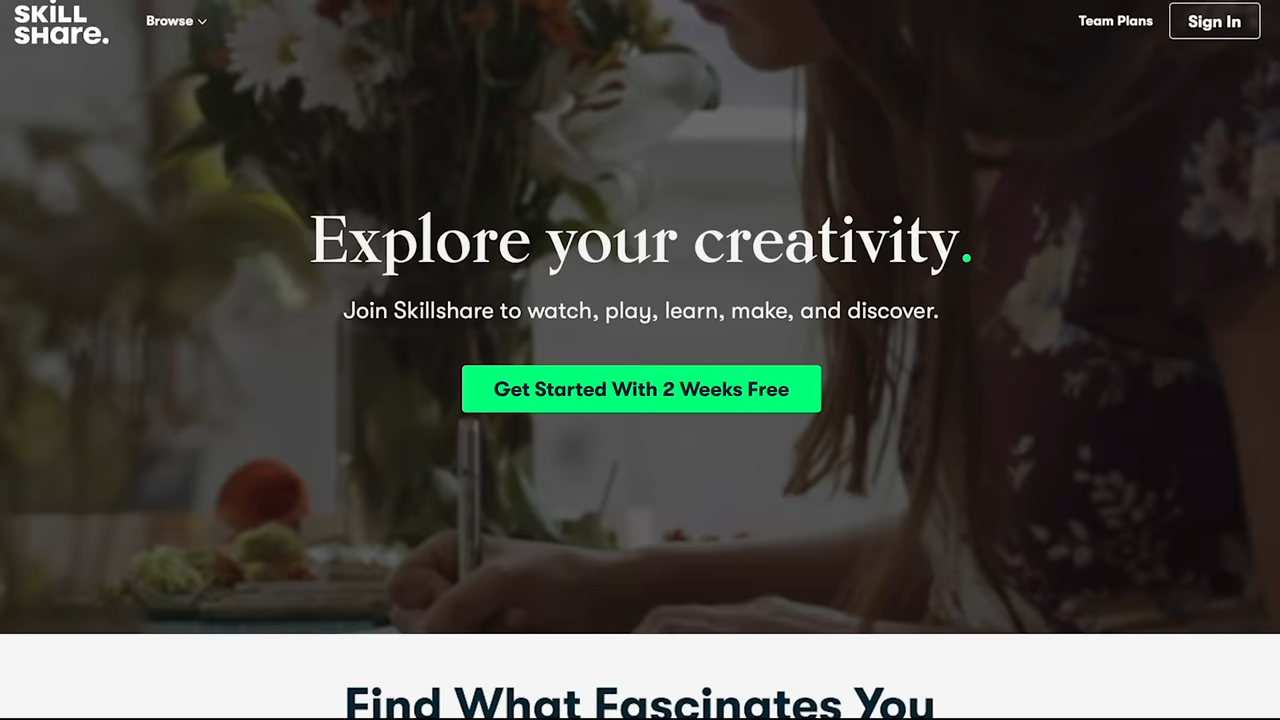 SKILL
SHare.
Browse
Team Plans
Sign In
Explore your creativity.
Join Skillshare to watch, play, learn, make, and discover.
Get Started With 2 Weeks Free
Find What Fascinates You